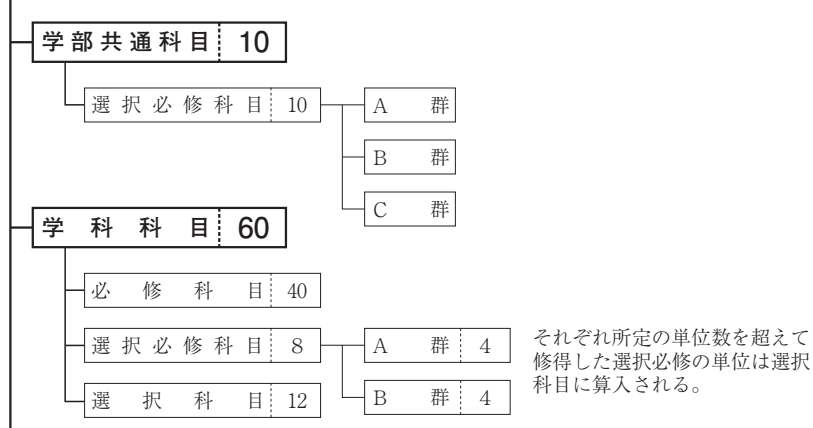 学部共通科目 10
選択必修科目 10
A 群
B 群
C 群
学科科目 60
必修科目 40
選択必修科目 8
A 群 4
B 群 4
選択科目 12
それぞれ所定の単位数を超えて
修得した選択必修の単位は選択
科目に算入される。